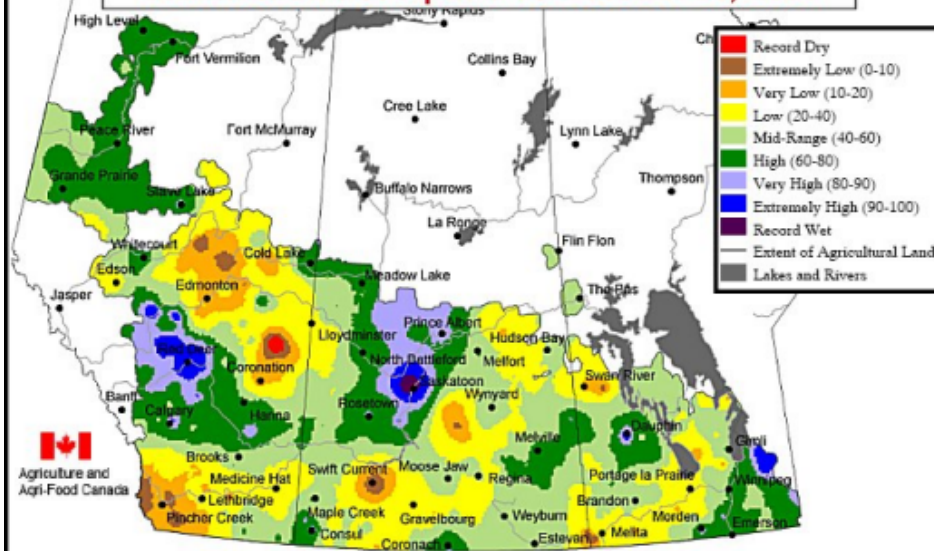 High Level
Stony Rapids
Fort Vermilion
Collins Bay
Ch
Record Dry
Extremely Low (0-10)
Very Low (10-20)
Low (20-40)
Mid-Range (40-60)
High (60-80)
Very High (80-90)
Extremely High (90-100)
Record Wet
Extent of Agricultural Land
Lakes and Rivers
Cree Lake
Peace River
Fort McMurray
Lynn Lake
Grande Prairie
Slave Lake
Buffalo Narrows
Thompson
La Ronge
Flin Flon
Whitecourt
Cold Lake
Edson
Meadow Lake
Edmonton
The Pas
Jasper
Lloydminster
Prince Albert
Hudson Bay
Red Deer
North Battleford
Melfort
Coronation
Saskatoon
Swan River
Banff
Hanna
Rosetown
Wynyard
Calgary
Dauphin
Melville
Gimli
Brooks
Agriculture and
Agri-Food Canada
Medicine Hat
Swift Current
Moose Jaw
Regina
Portage la Prairie
Winnipeg
Lethbridge
Pincher Creek
Maple Creek
Gravelbourg
Weyburn
Brandon
Consul
Morden
Emerson
Coronach
Estevan
Melita